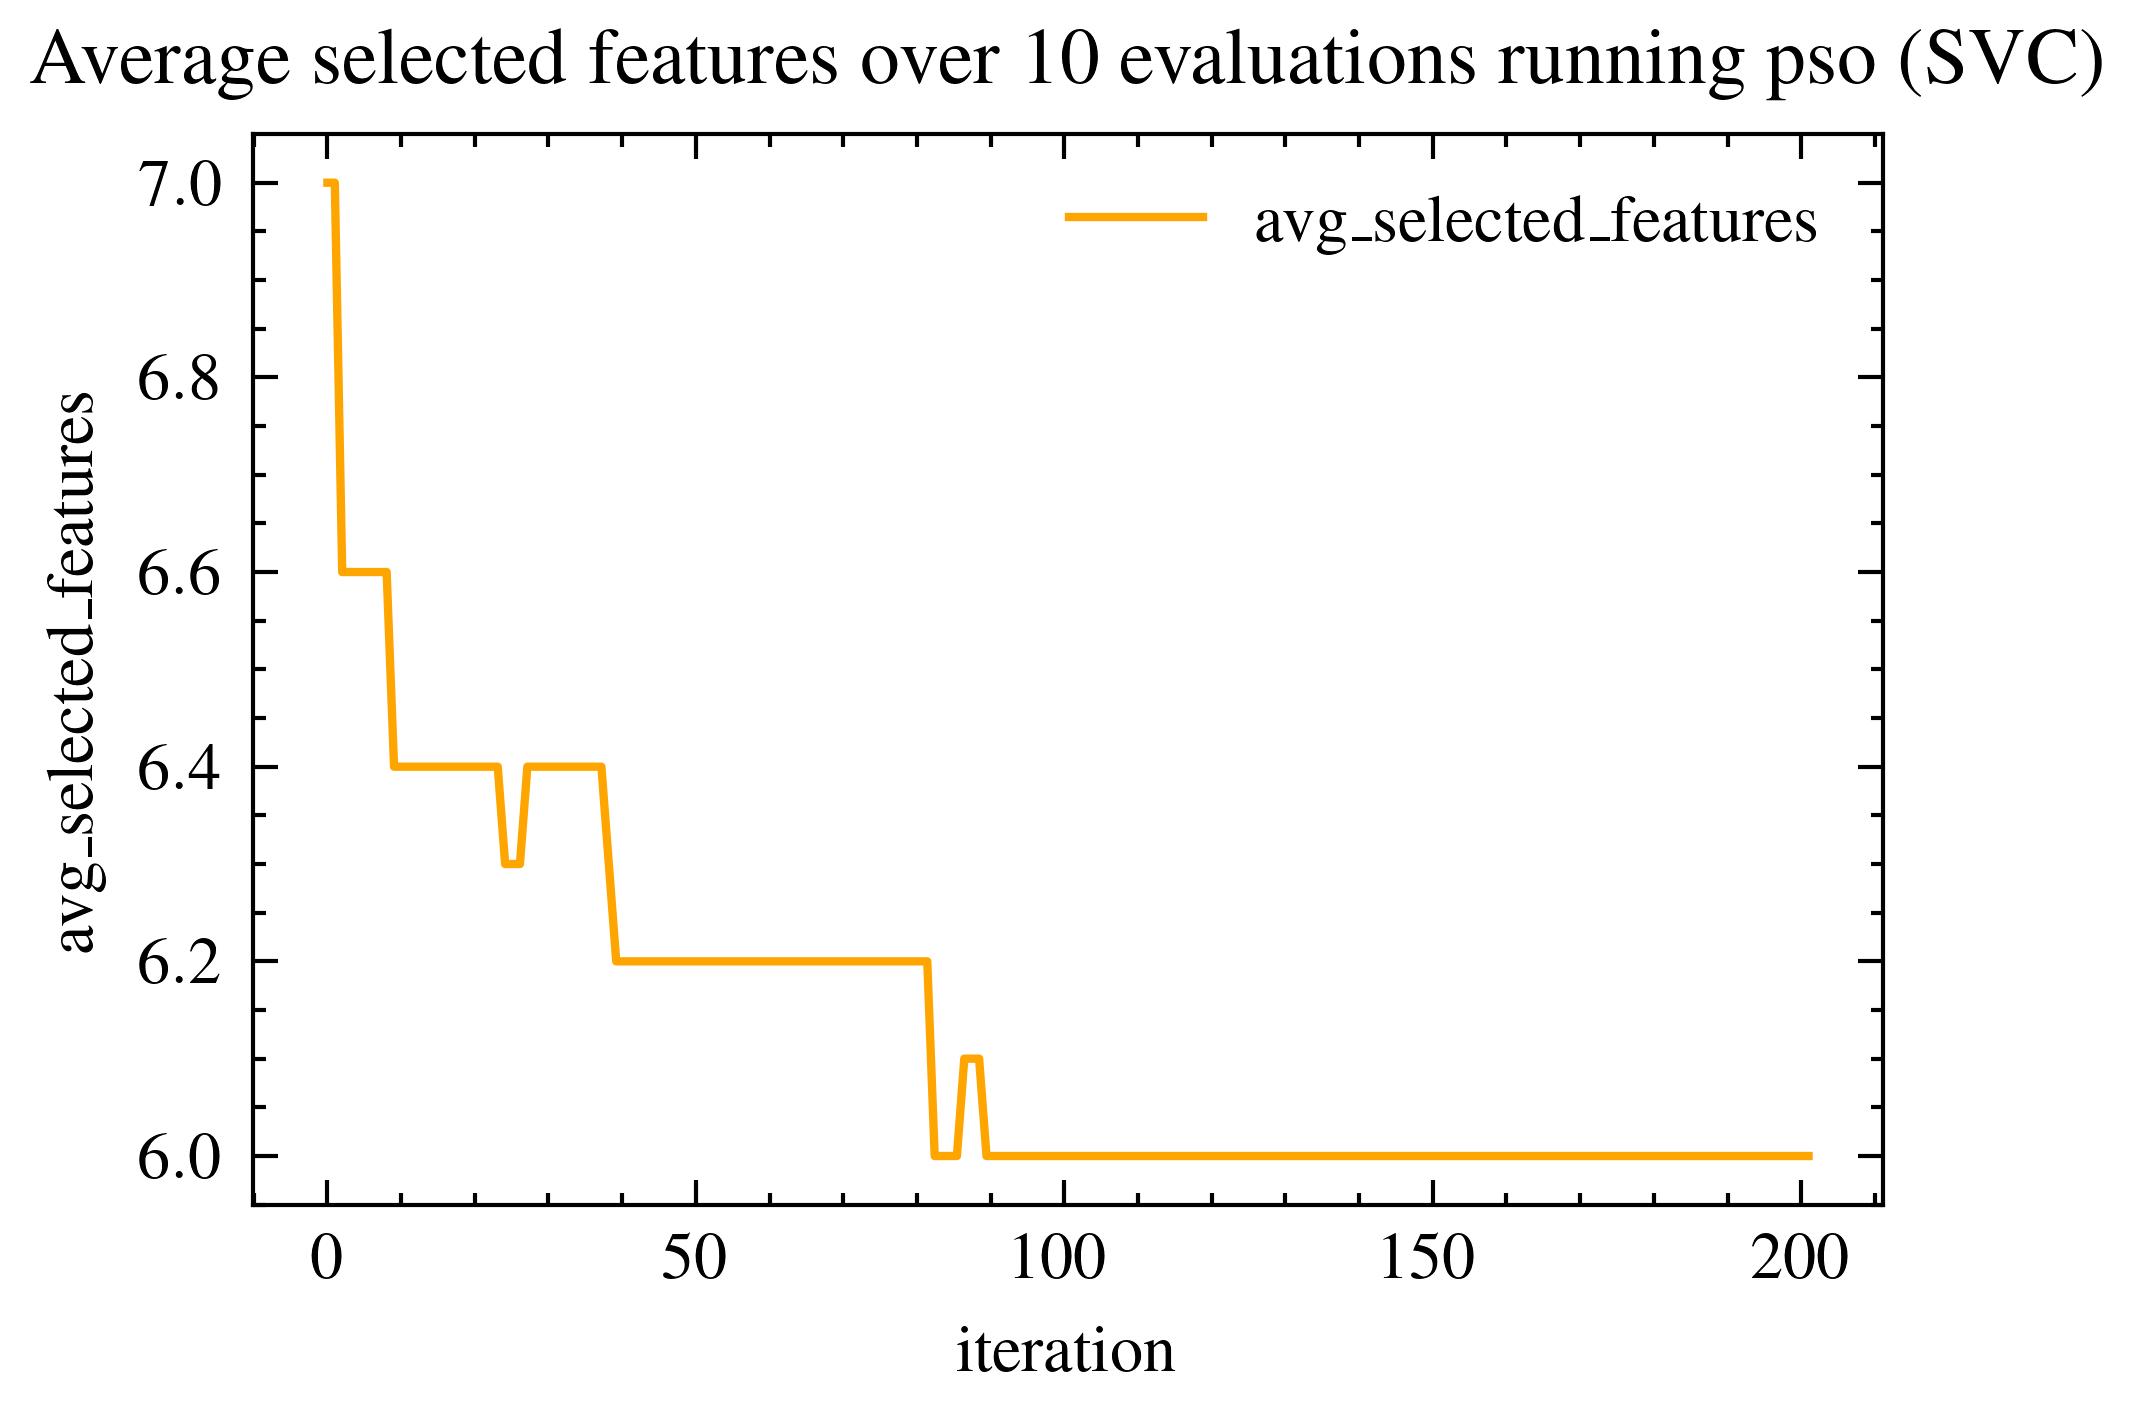 Average selected features over 10 evaluations running pso (SVC)
avg_selected_features
7.0
6.8
6.6
6.4
6.2
6.0
avg_selected_features
0 50 100 150 200
iteration